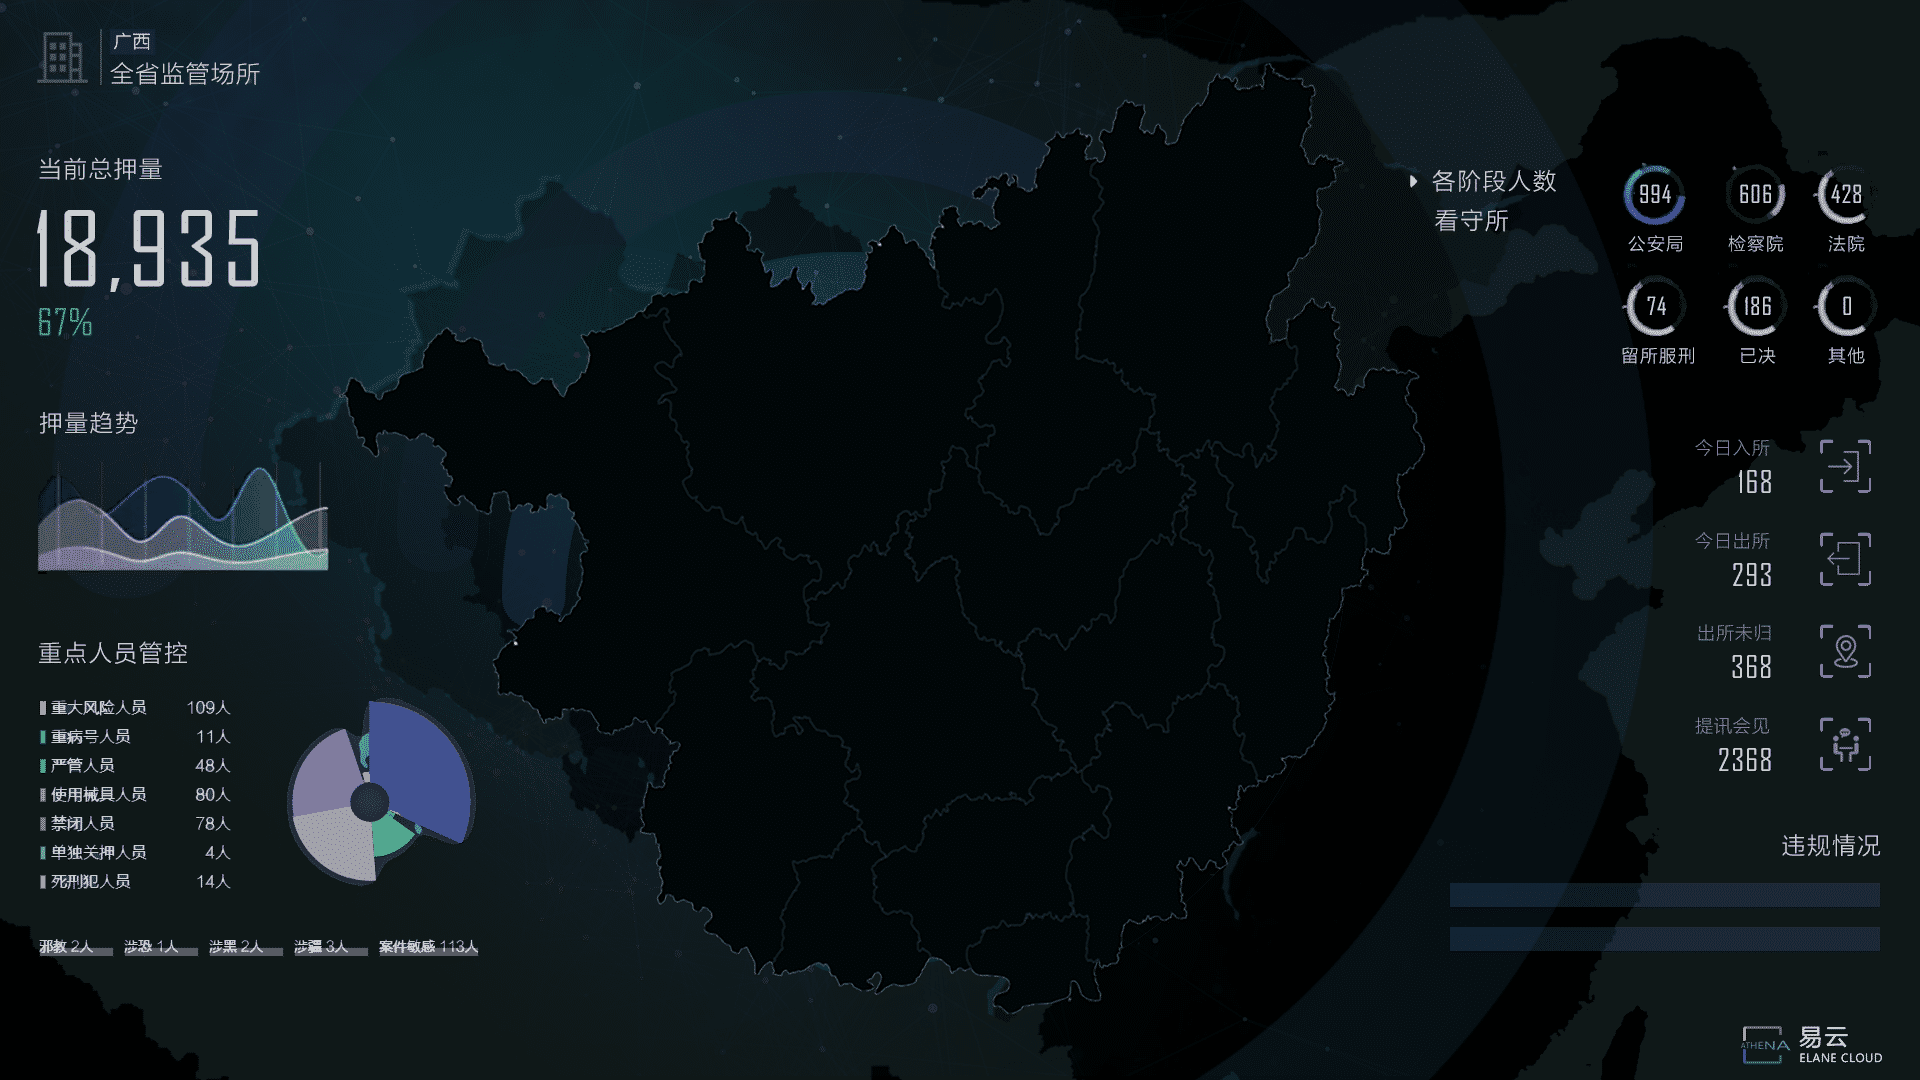 广西
全省监管场所
当前总押量
18,935
67%
押量趋势
重点人员管控
重大风险人员 109人
重病号人员 11人
严管人员 48人
使用械具人员 80人
禁闭人员 78人
单独关押人员 4人
死刑犯人员 14人
邪教 2人 涉恐 1人 涉黑 2人 涉疆 3人 案件敏感 113人
各阶段人数
看守所
994 606 428
公安局 检察院 法院
74 186 0
留所服刑 已决 其他
今日入所
168
今日出所
293
出所未归
368
提讯会见
2368
违规情况
ATHENA
易云
ELANE CLOUD